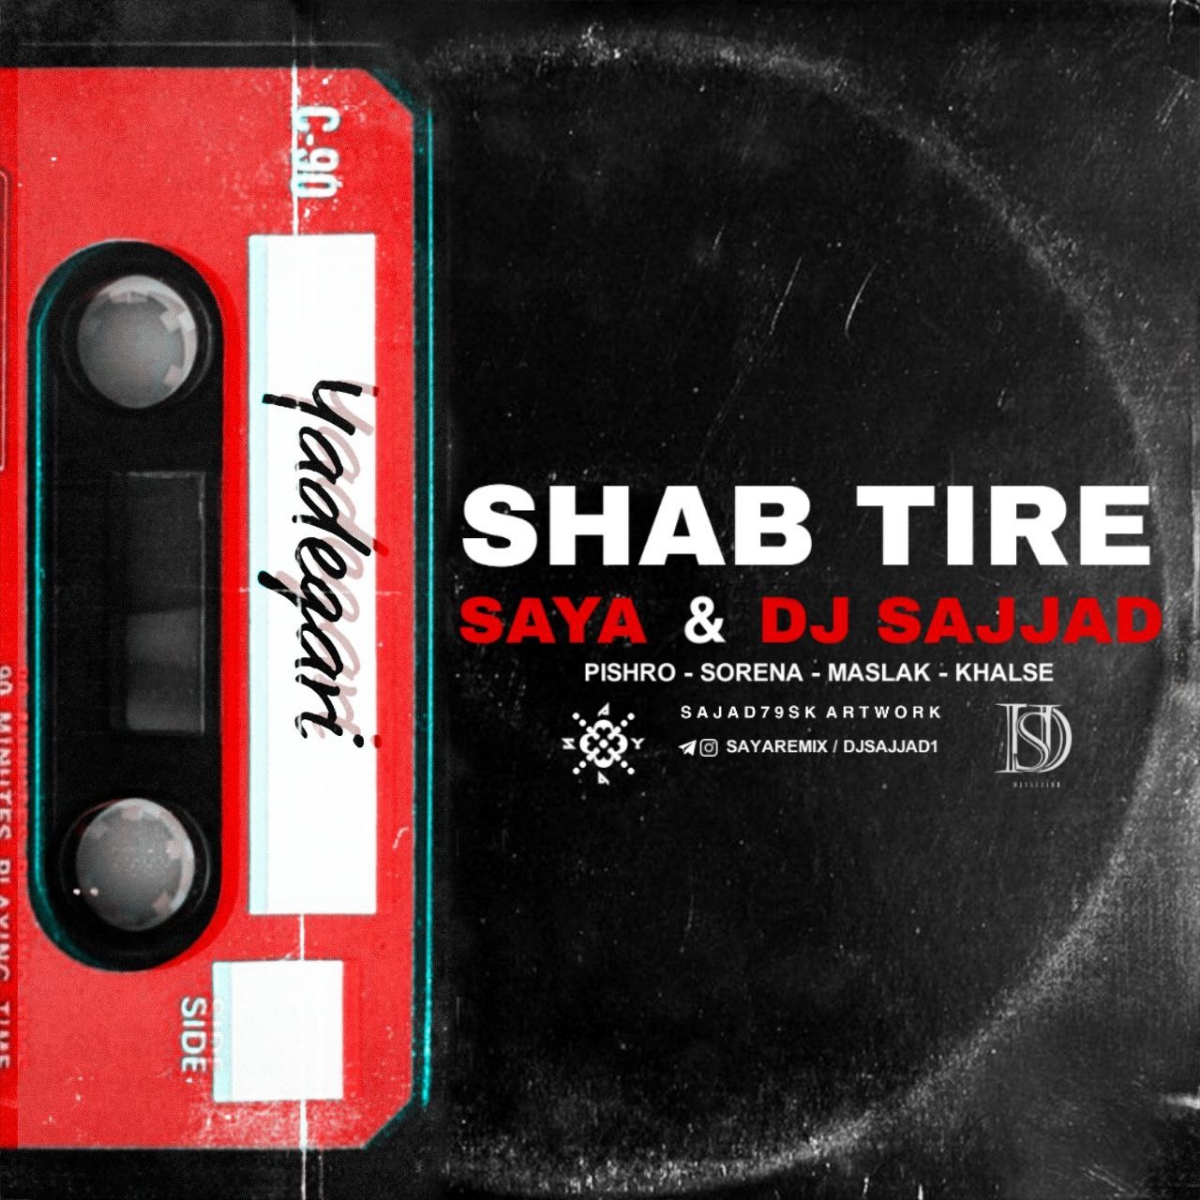 C-90
Yadegari
SIDE
90 MINUTES PLAYING TIME
SHAB TIRE
SAYA & DJ SAJJAD
PISHRO - SORENA - MASLAK - KHALSE
SAJAD79SK ARTWORK
SAYAREMIX / DJSAJJAD1